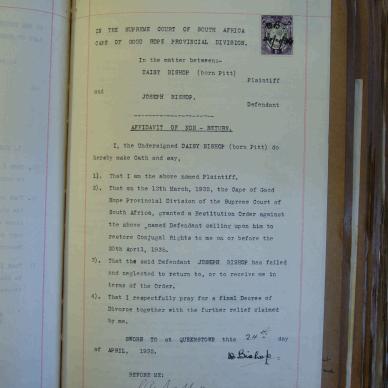 IN THE SUPREME COURT OF SOUTH AFRICA
CAPE OF GOOD HOPE PROVINCIAL DIVISION.
In the matter between:-
DAISY BISHOP (born Pitt)
Plaintiff
and
JOSEPH BISHOP.
Defendant
AFFIDAVIT OF NON - RETURN.
I, the Undersigned DAISY BISHOP (born Pitt) do
hereby make Oath and say,
1). That I am the above named Plaintiff.
2). That on the 12th March, 1935, the Cape of Good
Hope Provincial Division of the Supreme Court of
South Africa, granted a Restitution Order against
the above named Defendant calling upon him to
restore Conjugal Rights to me on or before the
20th April, 1935.
3). That the said Defendant JOSEPH BISHOP has failed
and neglected to return to, or to receive me in
terms of the Order.
4). That I respectfully pray for a final Decree of
Divorce together with the further relief claimed
by me.
SWORN TO at QUEENSTOWN this 24th day
of APRIL, 1935.
D Bishop.
BEFORE ME: